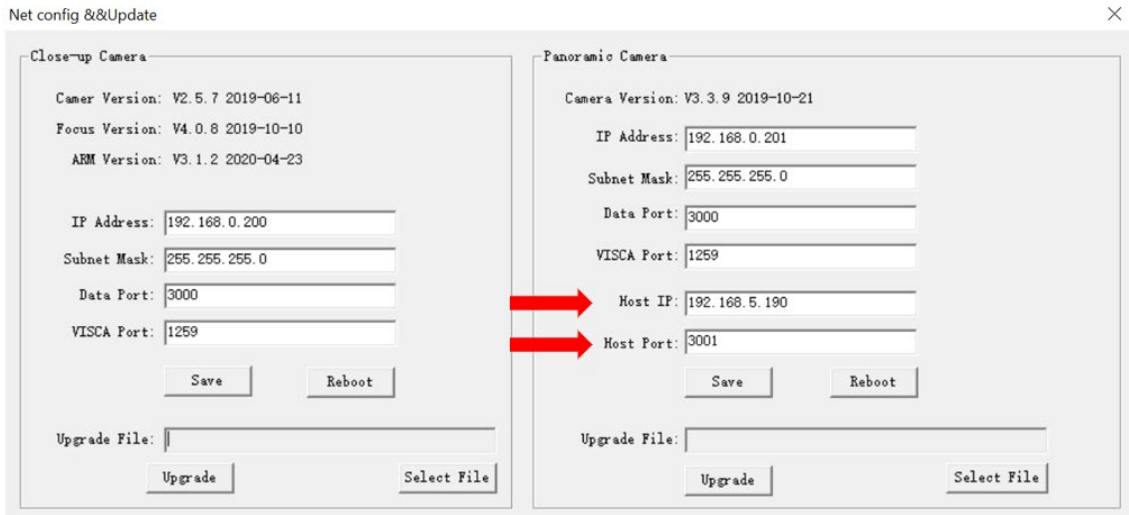 Net config &&Update
Close-up Camera
Camer Version: V2.5.7 2019-06-11
Focus Version: V4.0.8 2019-10-10
ARM Version: V3.1.2 2020-04-23
IP Address: 192.168.0.200
Subnet Mask: 255.255.255.0
Data Port: 3000
VISCA Port: 1259
Save Reboot
Upgrade File:
Upgrade Select File
Panoramic Camera
Camera Version: V3.3.9 2019-10-21
IP Address: 192.168.0.201
Subnet Mask: 255.255.255.0
Data Port: 3000
VISCA Port: 1259
Host IP: 192.168.5.190
Host Port: 3001
Save Reboot
Upgrade File:
Upgrade Select File